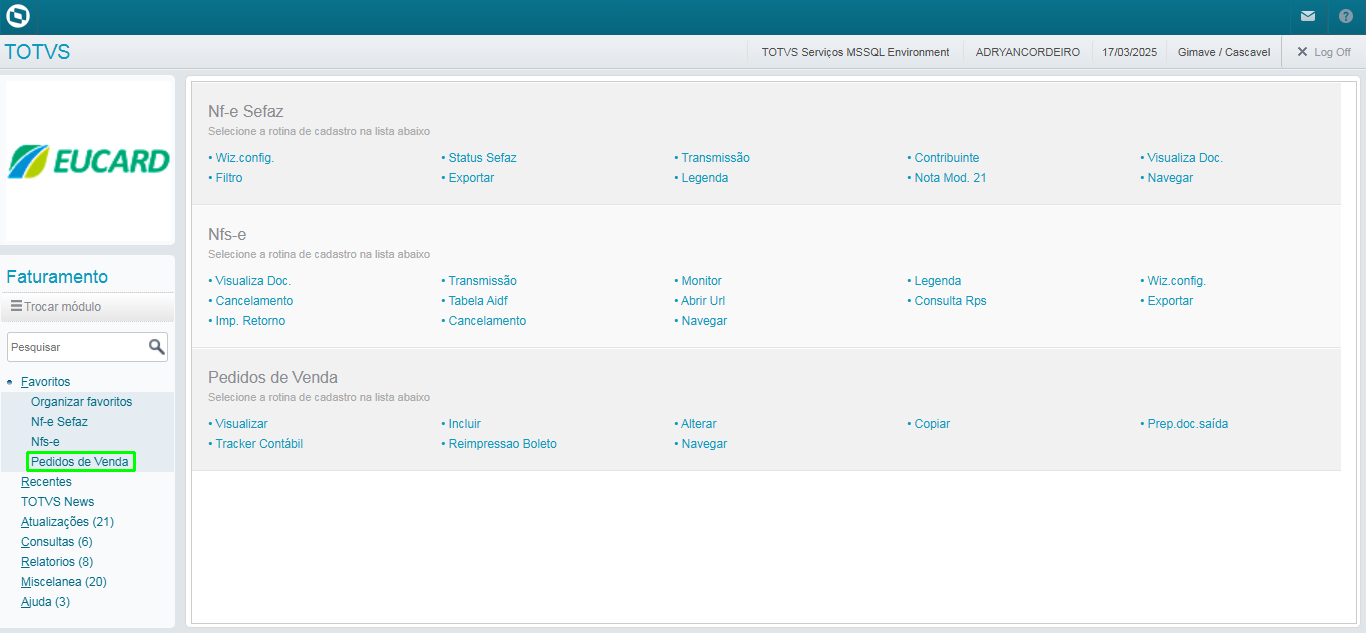 TOTVS
TOTVS Serviços MSSQL Environment ADRYANCORDEIRO 17/03/2025 Gimave / Cascavel Log Off
EUCARD
Faturamento
Trocar módulo
Pesquisar
Favoritos
Organizar favoritos
Nf-e Sefaz
Nfs-e
Pedidos de Venda
Recentes
TOTVS News
Atualizações (21)
Consultas (6)
Relatorios (8)
Miscelanea (20)
Ajuda (3)
Nf-e Sefaz
Selecione a rotina de cadastro na lista abaixo
• Wiz.config. • Status Sefaz • Transmissão • Contribuinte • Visualiza Doc.
• Filtro • Exportar • Legenda • Nota Mod. 21 • Navegar
Nfs-e
Selecione a rotina de cadastro na lista abaixo
• Visualiza Doc. • Transmissão • Monitor • Legenda • Wiz.config.
• Cancelamento • Tabela Aidf • Abrir Url • Consulta Rps • Exportar
• Imp. Retorno • Cancelamento • Navegar
Pedidos de Venda
Selecione a rotina de cadastro na lista abaixo
• Visualizar • Incluir • Alterar • Copiar • Prep.doc.saída
• Tracker Contábil • Reimpressao Boleto • Navegar